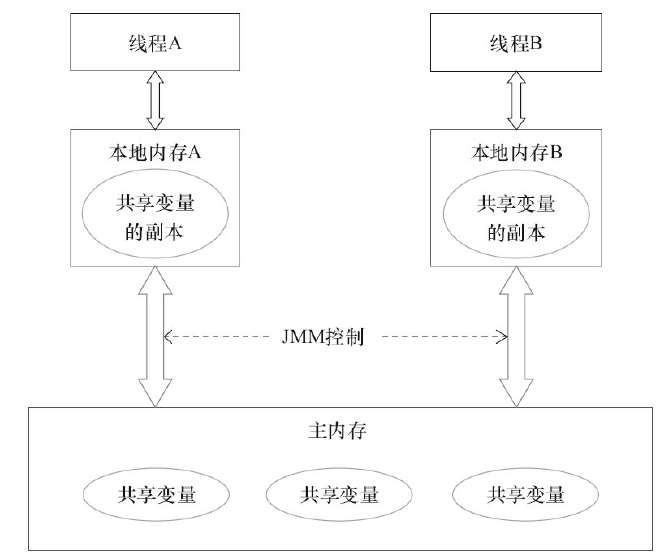 线程A
线程B
本地内存A
共享变量
的副本
本地内存B
共享变量
的副本
JMM控制
主内存
共享变量
共享变量
共享变量